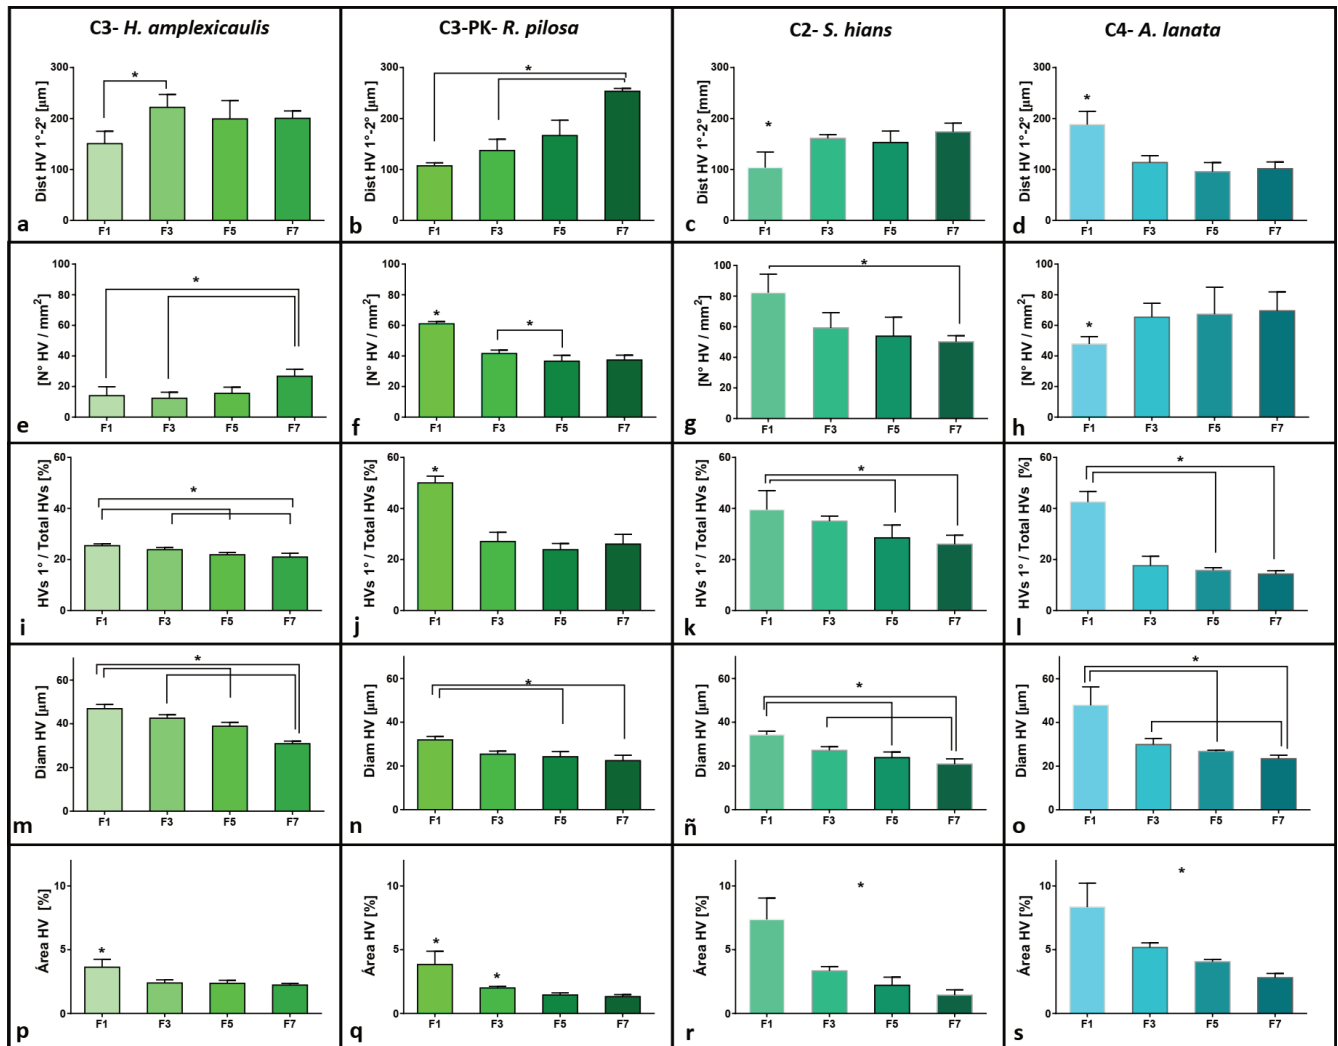 C3- H. amplexicaulis
C3-PK- R. pilosa
C2- S. hians
C4- A. lanata
Dist HV 1°-2° [µm]
300
200
100
0
*
F1 F3 F5 F7
a
Dist HV 1°-2° [µm]
300
200
100
0
*
F1 F3 F5 F7
b
Dist HV 1°-2° [mm]
300
200
100
0
*
F1 F3 F5 F7
c
Dist HV 1°-2° [µm]
300
200
100
0
*
F1 F3 F5 F7
d
[N° HV / mm²]
100
80
60
40
20
0
*
F1 F3 F5 F7
e
[N° HV / mm²]
100
80
60
40
20
0
*
*
F1 F3 F5 F7
f
[N° HV / mm²]
100
80
60
40
20
0
*
F1 F3 F5 F7
g
[N° HV / mm²]
100
80
60
40
20
0
*
F1 F3 F5 F7
h
HVs 1° / Total HVs [%]
60
40
20
0
*
F1 F3 F5 F7
i
HVs 1° / Total HVs [%]
60
40
20
0
*
F1 F3 F5 F7
j
HVs 1° / Total HVs [%]
60
40
20
0
*
F1 F3 F5 F7
k
HVs 1° / Total HVs [%]
60
40
20
0
*
F1 F3 F5 F7
l
Diam HV [µm]
60
40
20
0
*
F1 F3 F5 F7
m
Diam HV [µm]
60
40
20
0
*
F1 F3 F5 F7
n
Diam HV [µm]
60
40
20
0
*
F1 F3 F5 F7
ñ
Diam HV [µm]
60
40
20
0
*
F1 F3 F5 F7
o
Área HV [%]
10
5
0
*
F1 F3 F5 F7
p
Área HV [%]
10
5
0
*
*
F1 F3 F5 F7
q
Área HV [%]
10
5
0
*
F1 F3 F5 F7
r
Área HV [%]
10
5
0
*
F1 F3 F5 F7
s